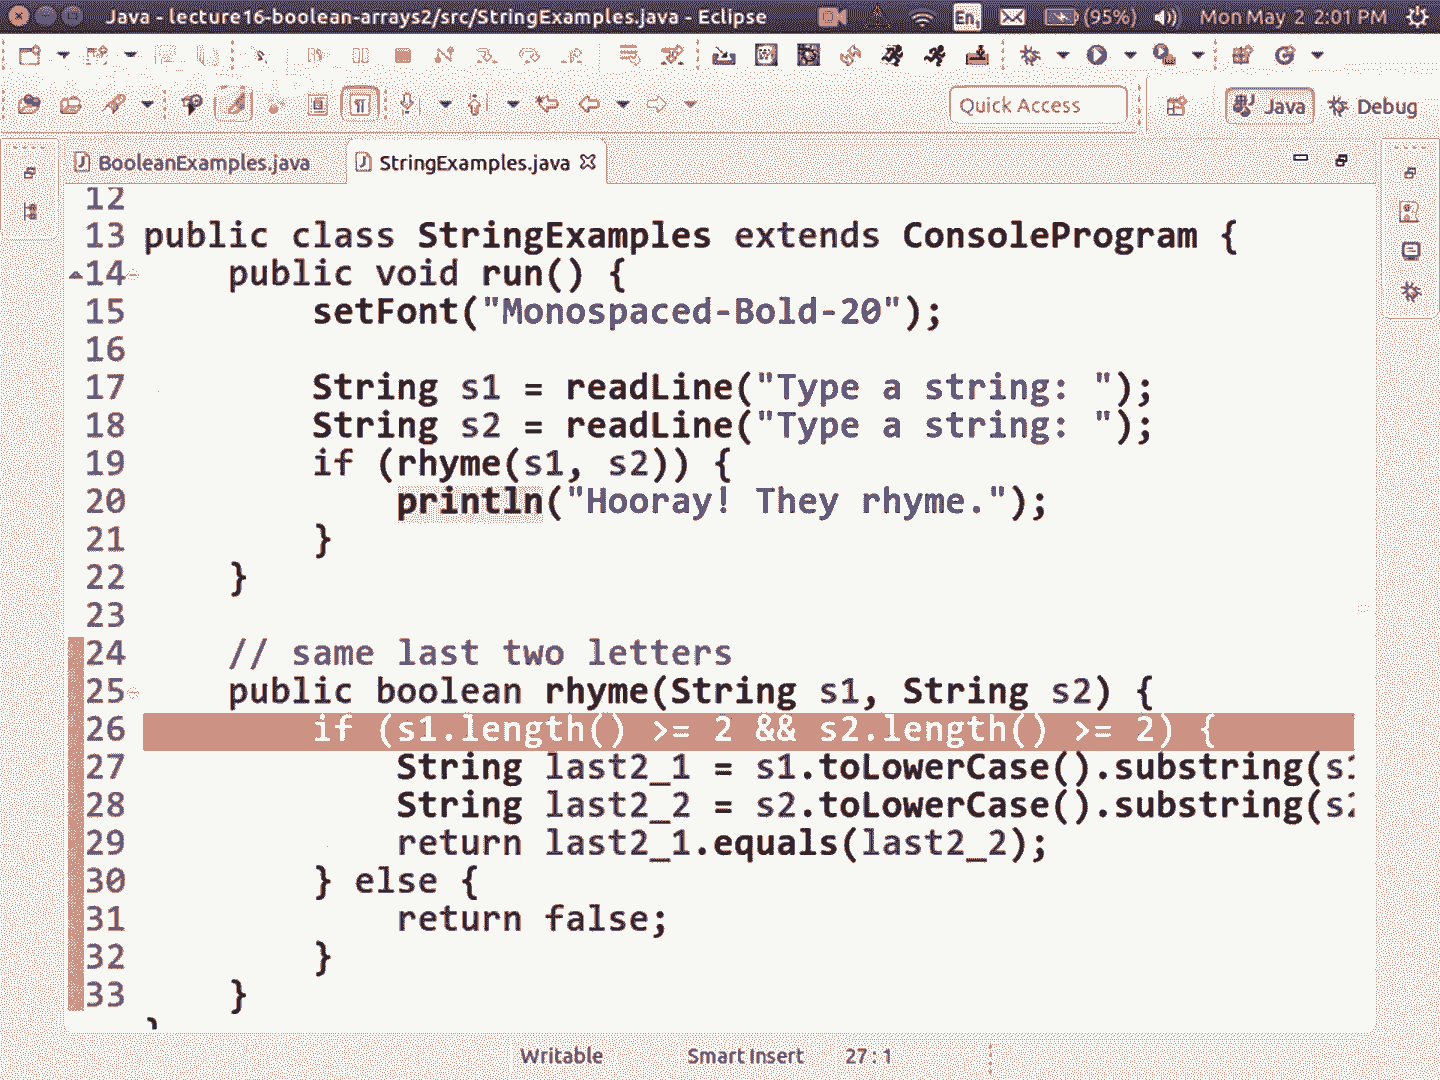 Java - lecture16-boolean-arrays2/src/StringExamples.java - Eclipse
En
(95%)
Mon May 2 2:01 PM
Quick Access
Java
Debug
BooleanExamples.java
StringExamples.java
12
13 public class StringExamples extends ConsoleProgram {
14 public void run() {
15 setFont("Monospaced-Bold-20");
16
17 String s1 = readLine("Type a string: ");
18 String s2 = readLine("Type a string: ");
19 if (rhyme(s1, s2)) {
20 println("Hooray! They rhyme.");
21 }
22 }
23
24 // same last two letters
25 public boolean rhyme(String s1, String s2) {
26 if (s1.length() >= 2 && s2.length() >= 2) {
27 String last2_1 = s1.toLowerCase().substring(s1
28 String last2_2 = s2.toLowerCase().substring(s2
29 return last2_1.equals(last2_2);
30 } else {
31 return false;
32 }
33 }
}
Writable
Smart Insert
27 : 1